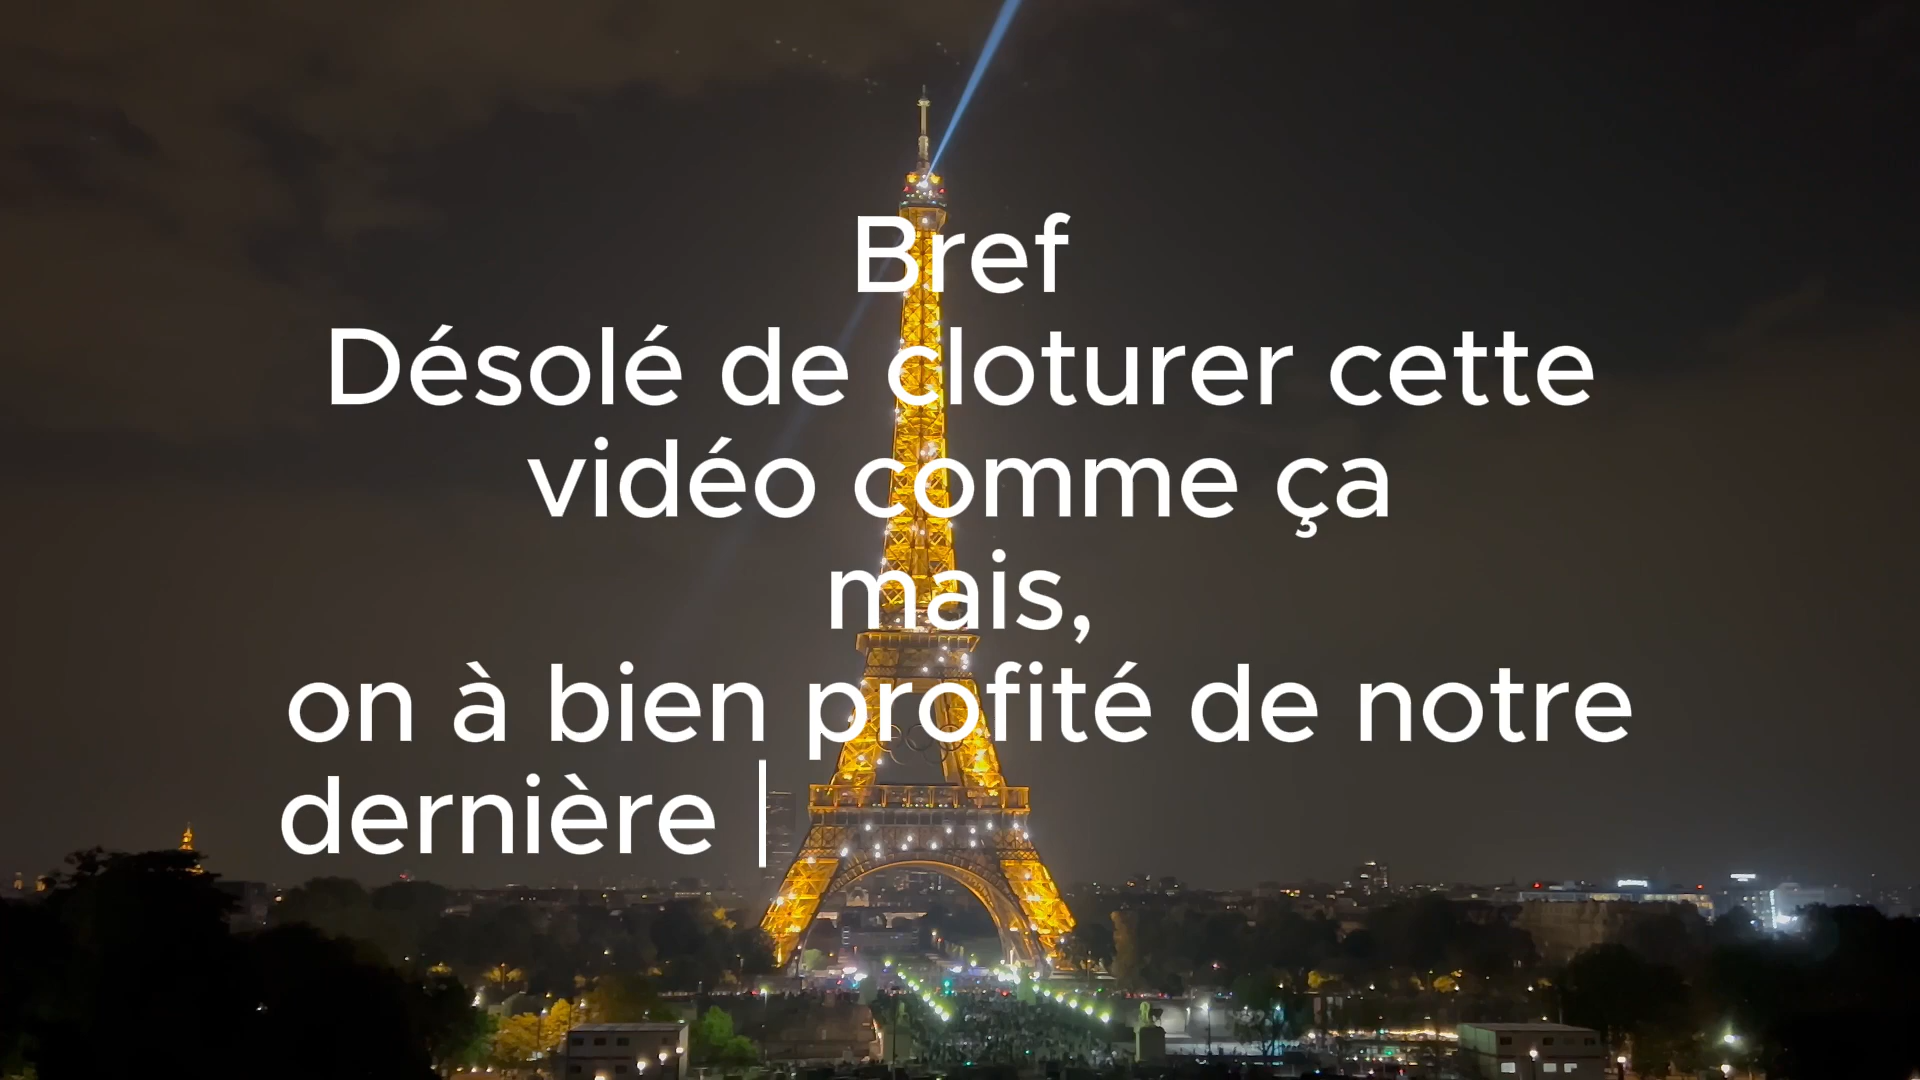 Bref
Désolé de cloturer cette
vidéo comme ça
mais,
on à bien profité de notre
dernière